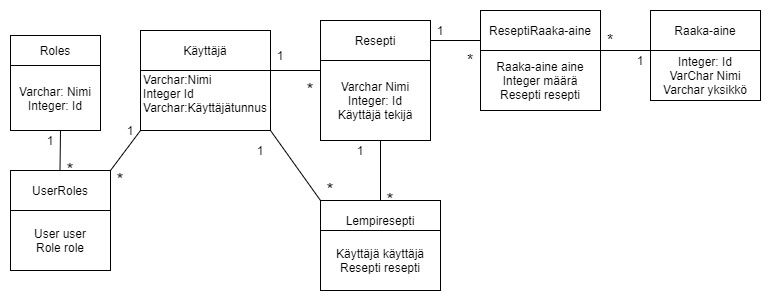 Roles
Varchar: Nimi
Integer: Id
1
*
UserRoles
User user
Role role
Käyttäjä
Varchar:Nimi
Integer Id
Varchar:Käyttäjätunnus
1
*
1
*
1
*
Resepti
Varchar Nimi
Integer: Id
Käyttäjä tekijä
1
*
1
*
Lempiresepti
Käyttäjä käyttäjä
Resepti resepti
ReseptiRaaka-aine
Raaka-aine aine
Integer määrä
Resepti resepti
*
1
Raaka-aine
Integer: Id
VarChar Nimi
Varchar yksikkö